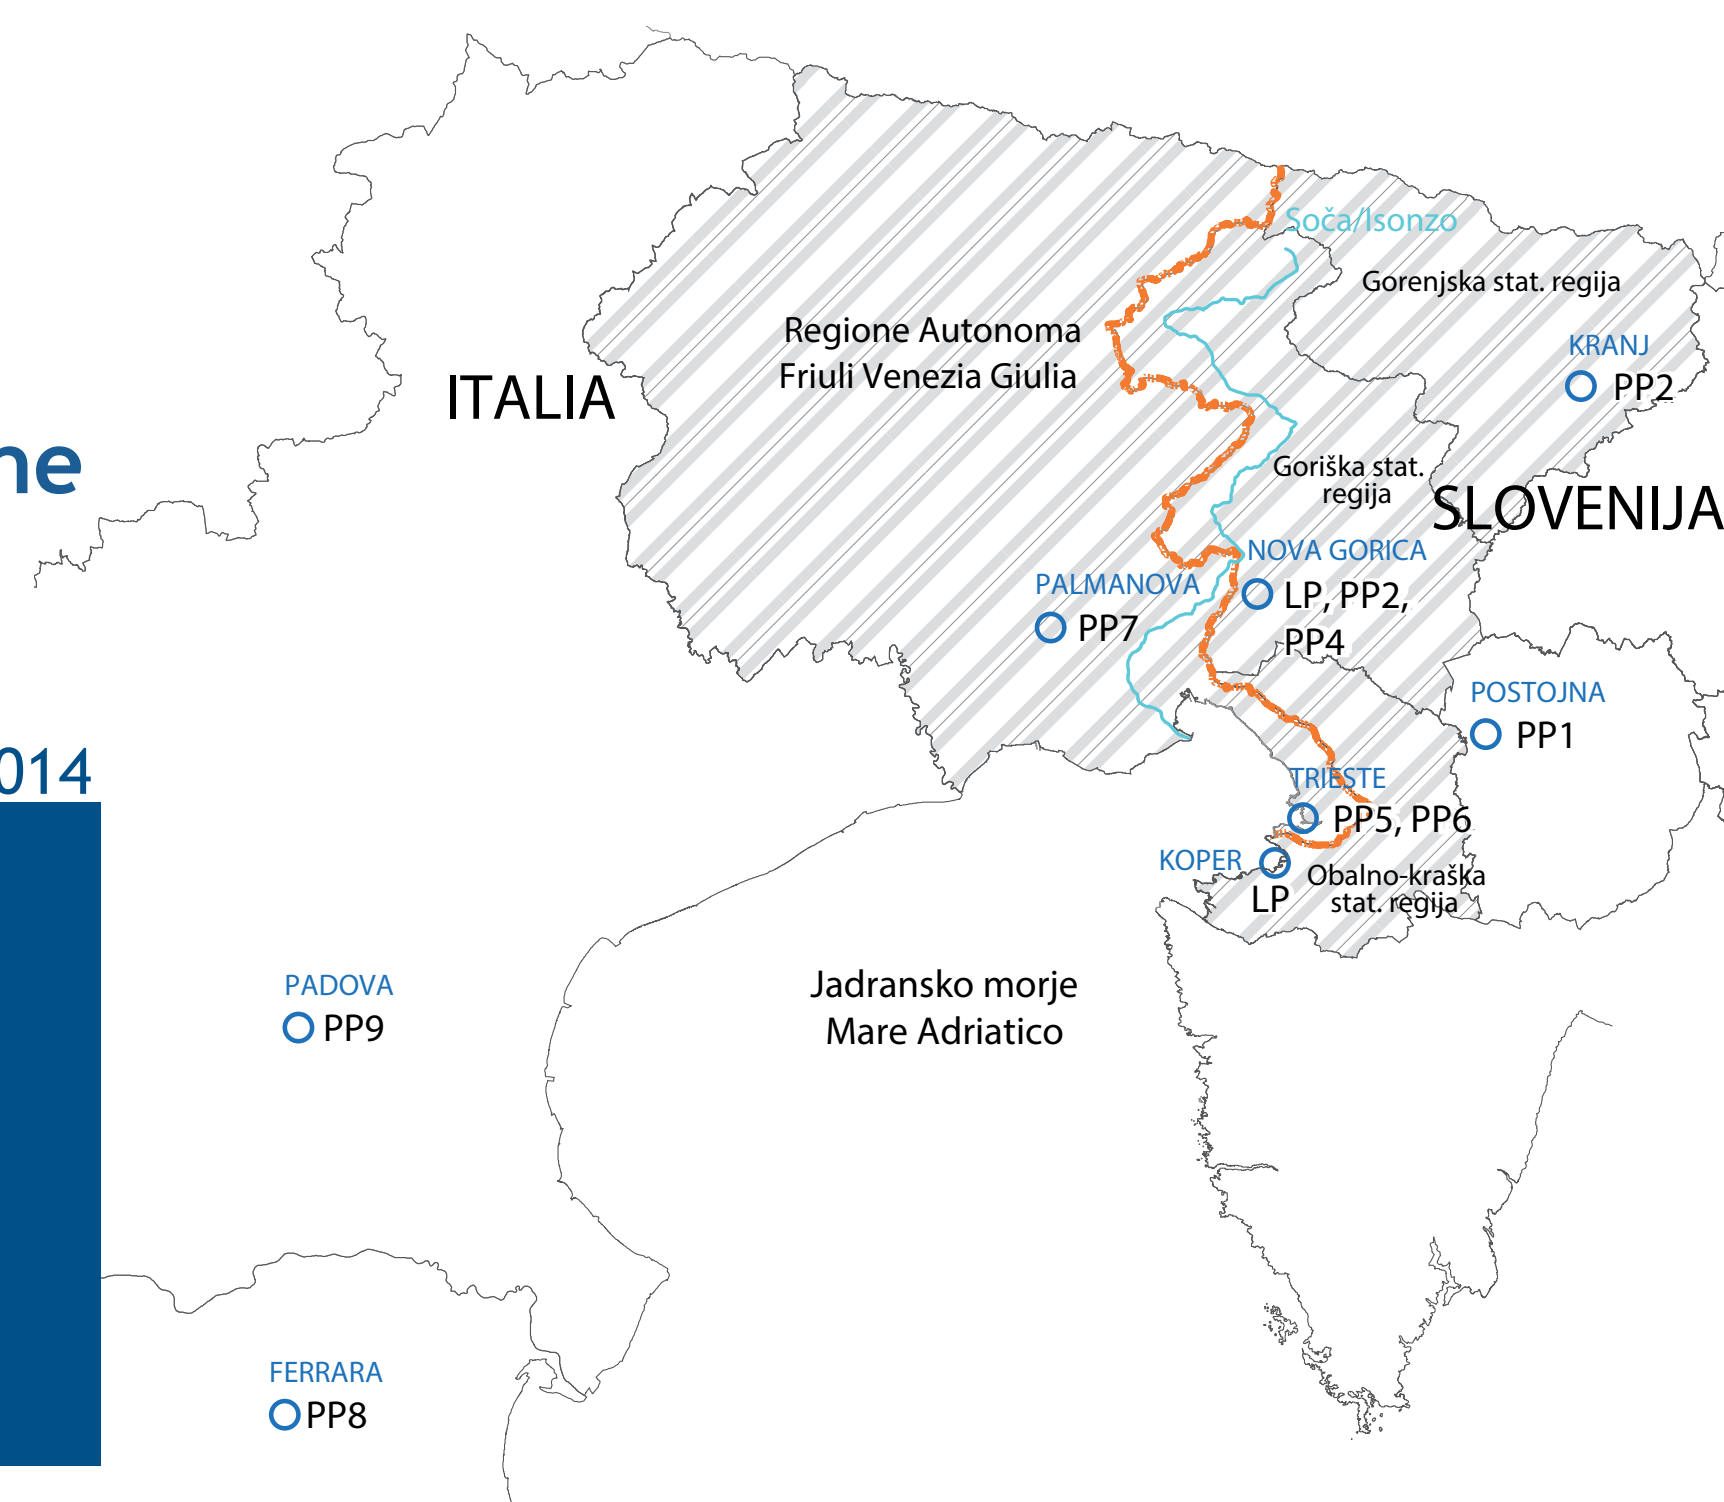 Soča/Isonzo
Gorenjska stat. regija
Regione Autonoma
Friuli Venezia Giulia
KRANJ
PP2
ITALIA
ne
Goriška stat.
regija
SLOVENIJA
NOVA GORICA
LP, PP2,
PP4
PALMANOVA
PP7
POSTOJNA
PP1
014
TRIESTE
PP5, PP6
KOPER
LP
Obalno-kraška
stat. regija
PADOVA
PP9
Jadransko morje
Mare Adriatico
FERRARA
PP8